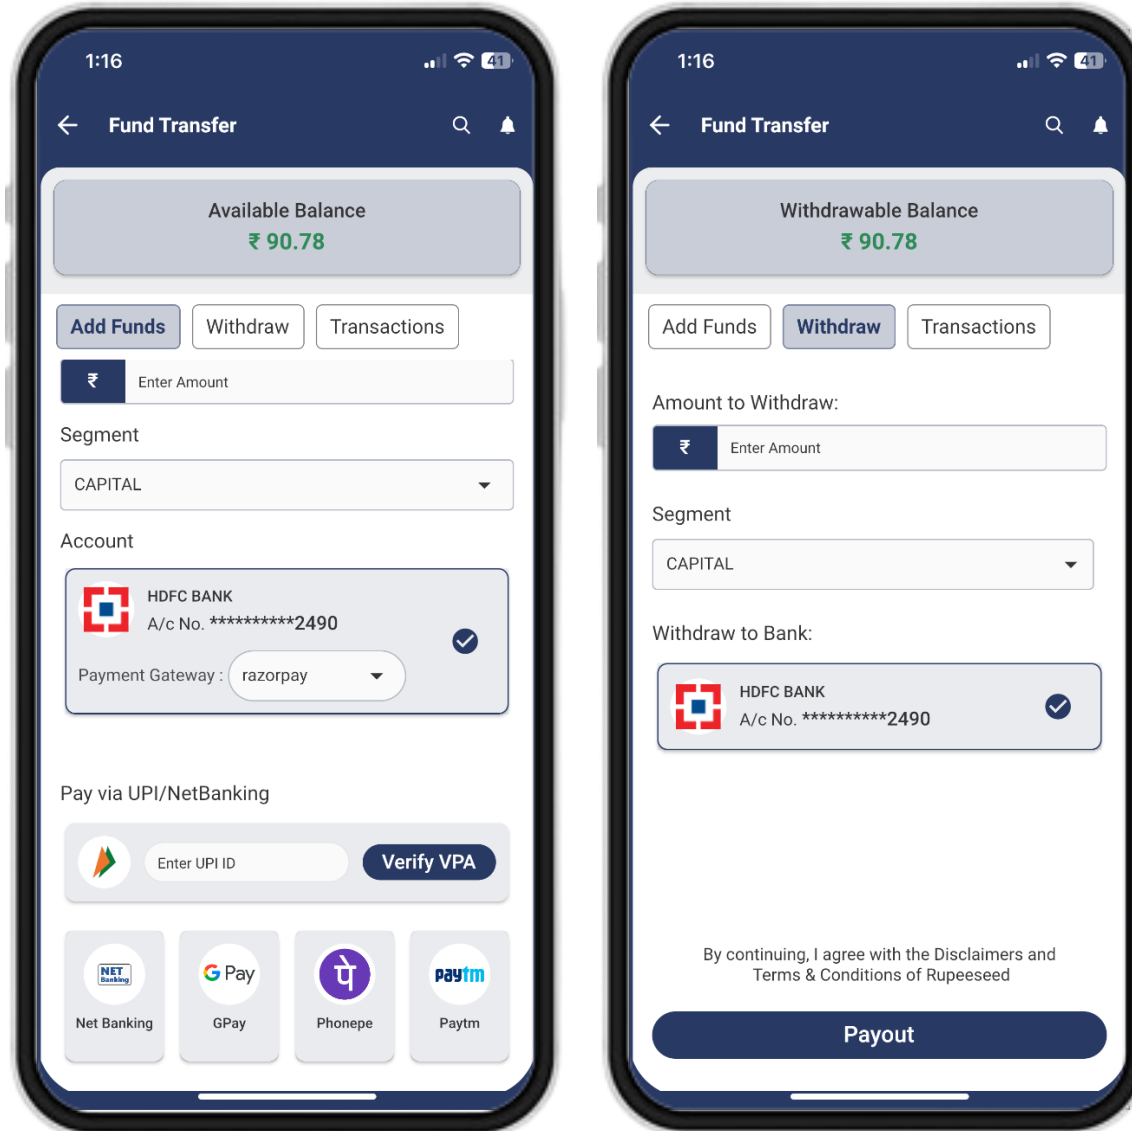 1:16
41
Fund Transfer
Available Balance
₹ 90.78
Add Funds
Withdraw
Transactions
₹
Enter Amount
Segment
CAPITAL
Account
HDFC BANK
A/c No. **********2490
Payment Gateway :
razorpay
Pay via UPI/NetBanking
Enter UPI ID
Verify VPA
NET
Banking
G Pay
पे
paytm
Net Banking
GPay
Phonepe
Paytm
1:16
41
Fund Transfer
Withdrawable Balance
₹ 90.78
Add Funds
Withdraw
Transactions
Amount to Withdraw:
₹
Enter Amount
Segment
CAPITAL
Withdraw to Bank:
HDFC BANK
A/c No. **********2490
By continuing, I agree with the Disclaimers and
Terms & Conditions of Rupeeseed
Payout